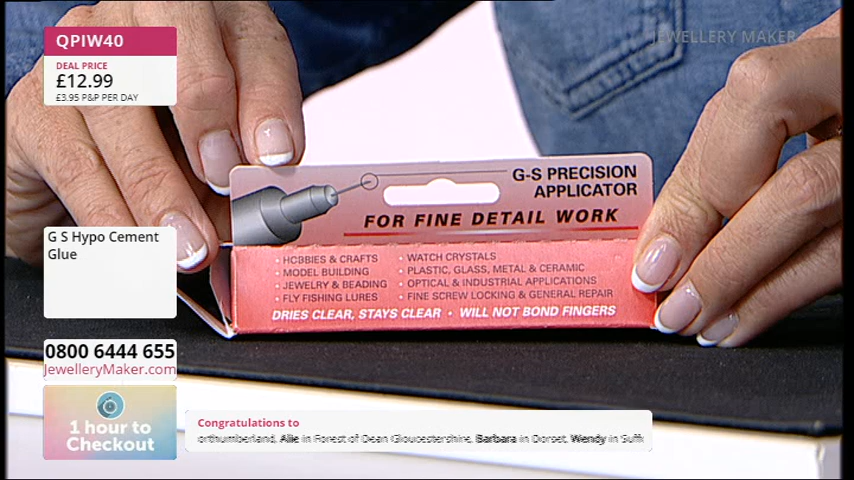 QPIW40
DEAL PRICE
£12.99
£3.95 P&P PER DAY
JEWELLERY MAKER
G-S PRECISION
APPLICATOR
FOR FINE DETAIL WORK
• HOBBIES & CRAFTS
• MODEL BUILDING
• JEWELRY & BEADING
• FLY FISHING LURES
• WATCH CRYSTALS
• PLASTIC, GLASS, METAL & CERAMIC
• OPTICAL & INDUSTRIAL APPLICATIONS
• FINE SCREW LOCKING & GENERAL REPAIR
DRIES CLEAR, STAYS CLEAR • WILL NOT BOND FINGERS
G S Hypo Cement
Glue
0800 6444 655
JewelleryMaker.com
1 hour to
Checkout
Congratulations to
orthumberland, Alie in Forest of Dean Gloucestershire, Barbara in Dorset, Wendy in Suff